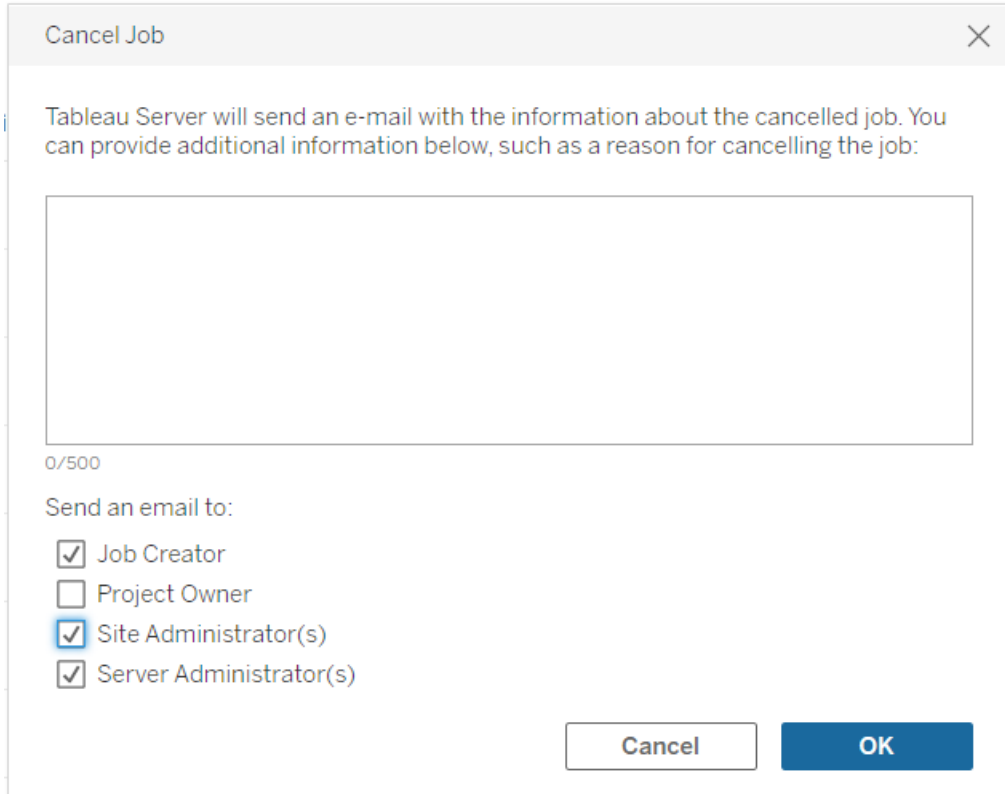 Cancel Job
Tableau Server will send an e-mail with the information about the cancelled job. You
can provide additional information below, such as a reason for cancelling the job:
0/500
Send an email to:
Job Creator
Project Owner
Site Administrator(s)
Server Administrator(s)
Cancel
OK